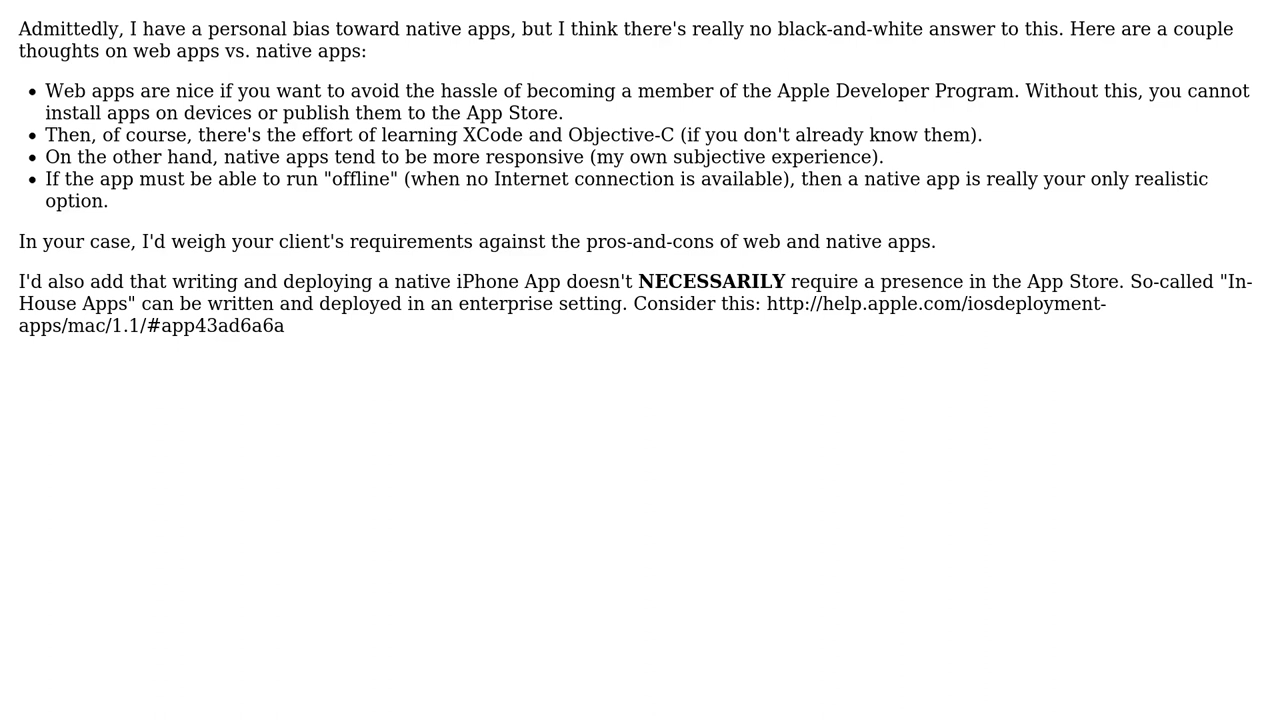 Admittedly, I have a personal bias toward native apps, but I think there's really no black-and-white answer to this. Here are a couple
thoughts on web apps vs. native apps:
• Web apps are nice if you want to avoid the hassle of becoming a member of the Apple Developer Program. Without this, you cannot
install apps on devices or publish them to the App Store.
• Then, of course, there's the effort of learning XCode and Objective-C (if you don't already know them).
• On the other hand, native apps tend to be more responsive (my own subjective experience).
• If the app must be able to run "offline" (when no Internet connection is available), then a native app is really your only realistic
option.
In your case, I'd weigh your client's requirements against the pros-and-cons of web and native apps.
I'd also add that writing and deploying a native iPhone App doesn't NECESSARILY require a presence in the App Store. So-called "In-
House Apps" can be written and deployed in an enterprise setting. Consider this: http://help.apple.com/iosdeployment-
apps/mac/1.1/#app43ad6a6a